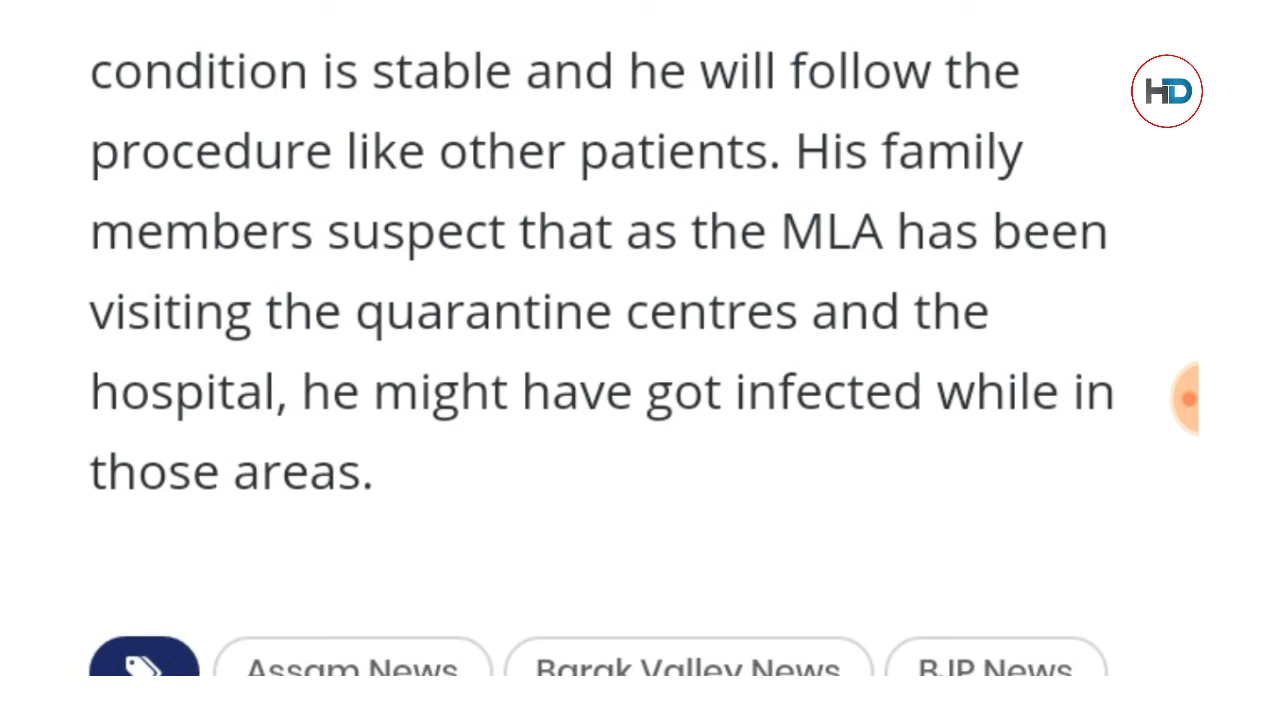 condition is stable and he will follow the
HD
procedure like other patients. His family
members suspect that as the MLA has been
visiting the quarantine centres and the
hospital, he might have got infected while in
those areas.
Assam News
Barak Valley News
BJP News